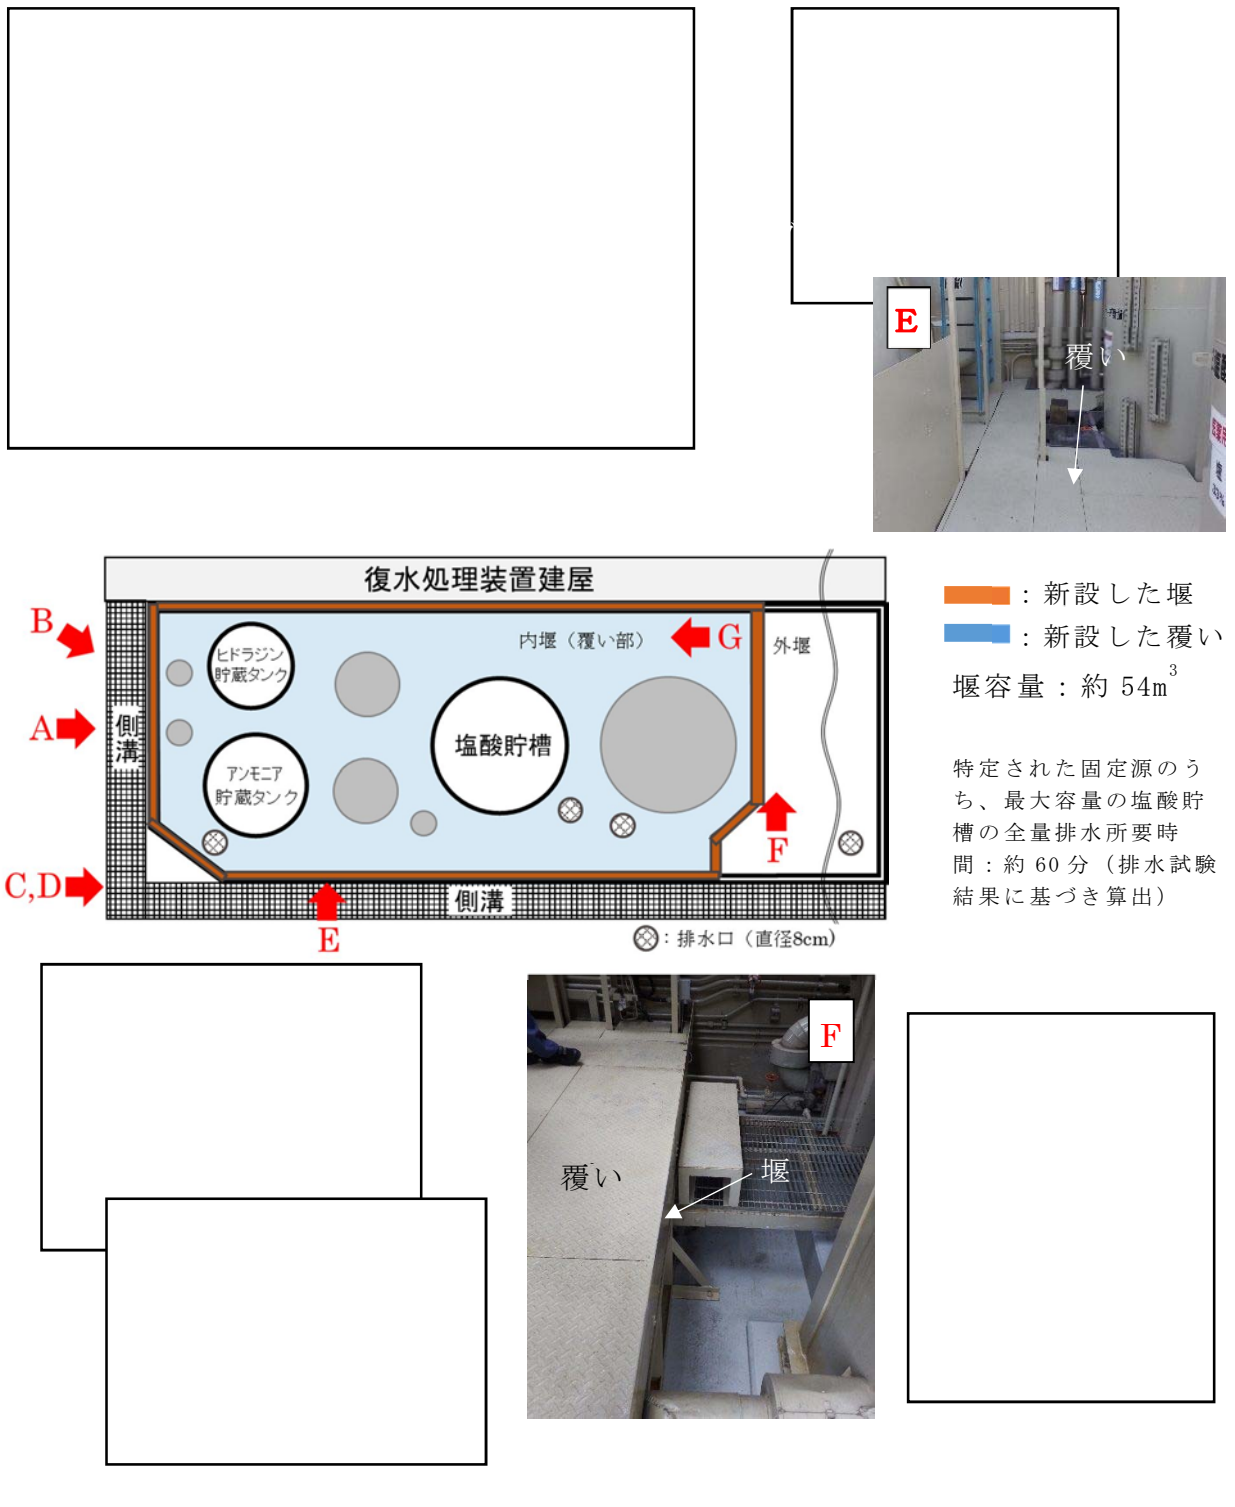 E
覆い
復水処理装置建屋
B
A
C,D
側
溝
ヒドラジン
貯蔵タンク
アンモニア
貯蔵タンク
内堰（覆い部）
G
外堰
塩酸貯槽
F
側溝
E
：排水口（直径8cm）
：新設した堰
：新設した覆い
堰容量：約 54m³
特定された固定源のう
ち、最大容量の塩酸貯
槽の全量排水所要時
間：約 60 分（排水試験
結果に基づき算出）
F
覆い
堰